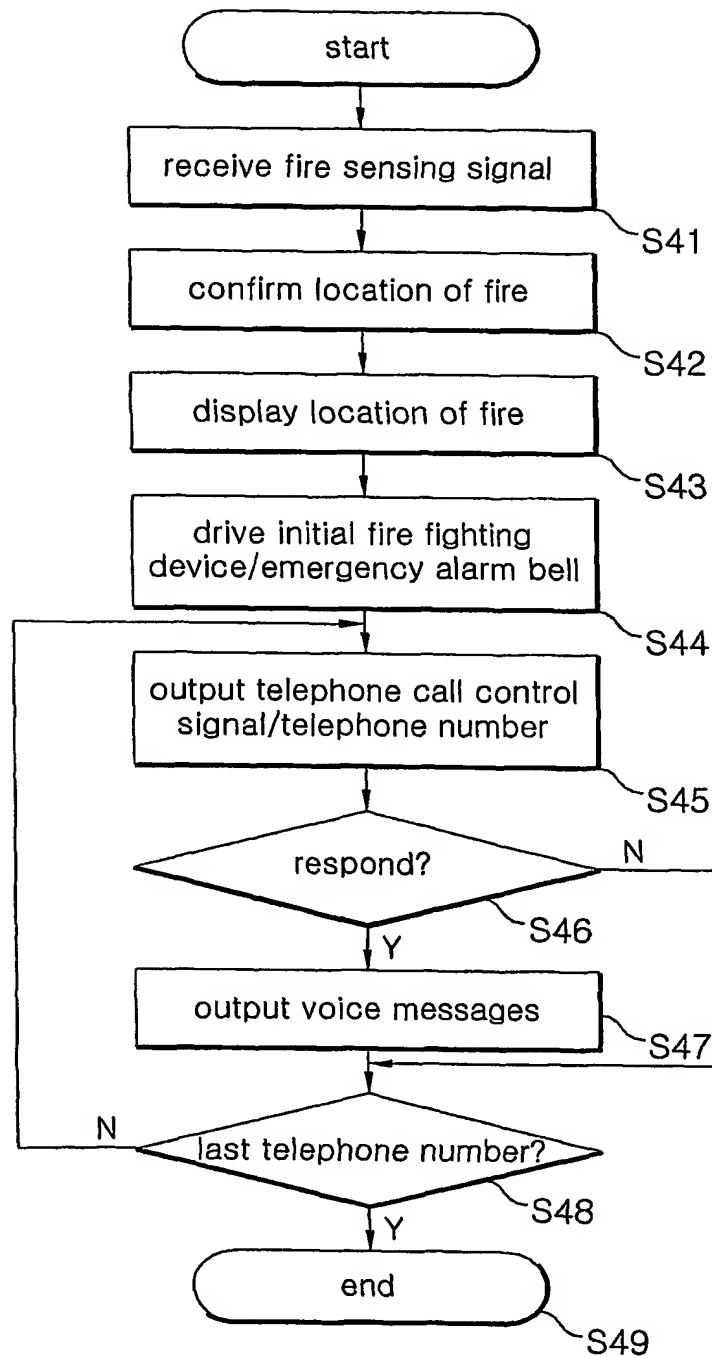 start
receive fire sensing signal
S41
confirm location of fire
S42
display location of fire
S43
drive initial fire fighting
device/emergency alarm bell
S44
output telephone call control
signal/telephone number
S45
respond?
N
S46
Y
output voice messages
S47
N
last telephone number?
S48
Y
end
S49